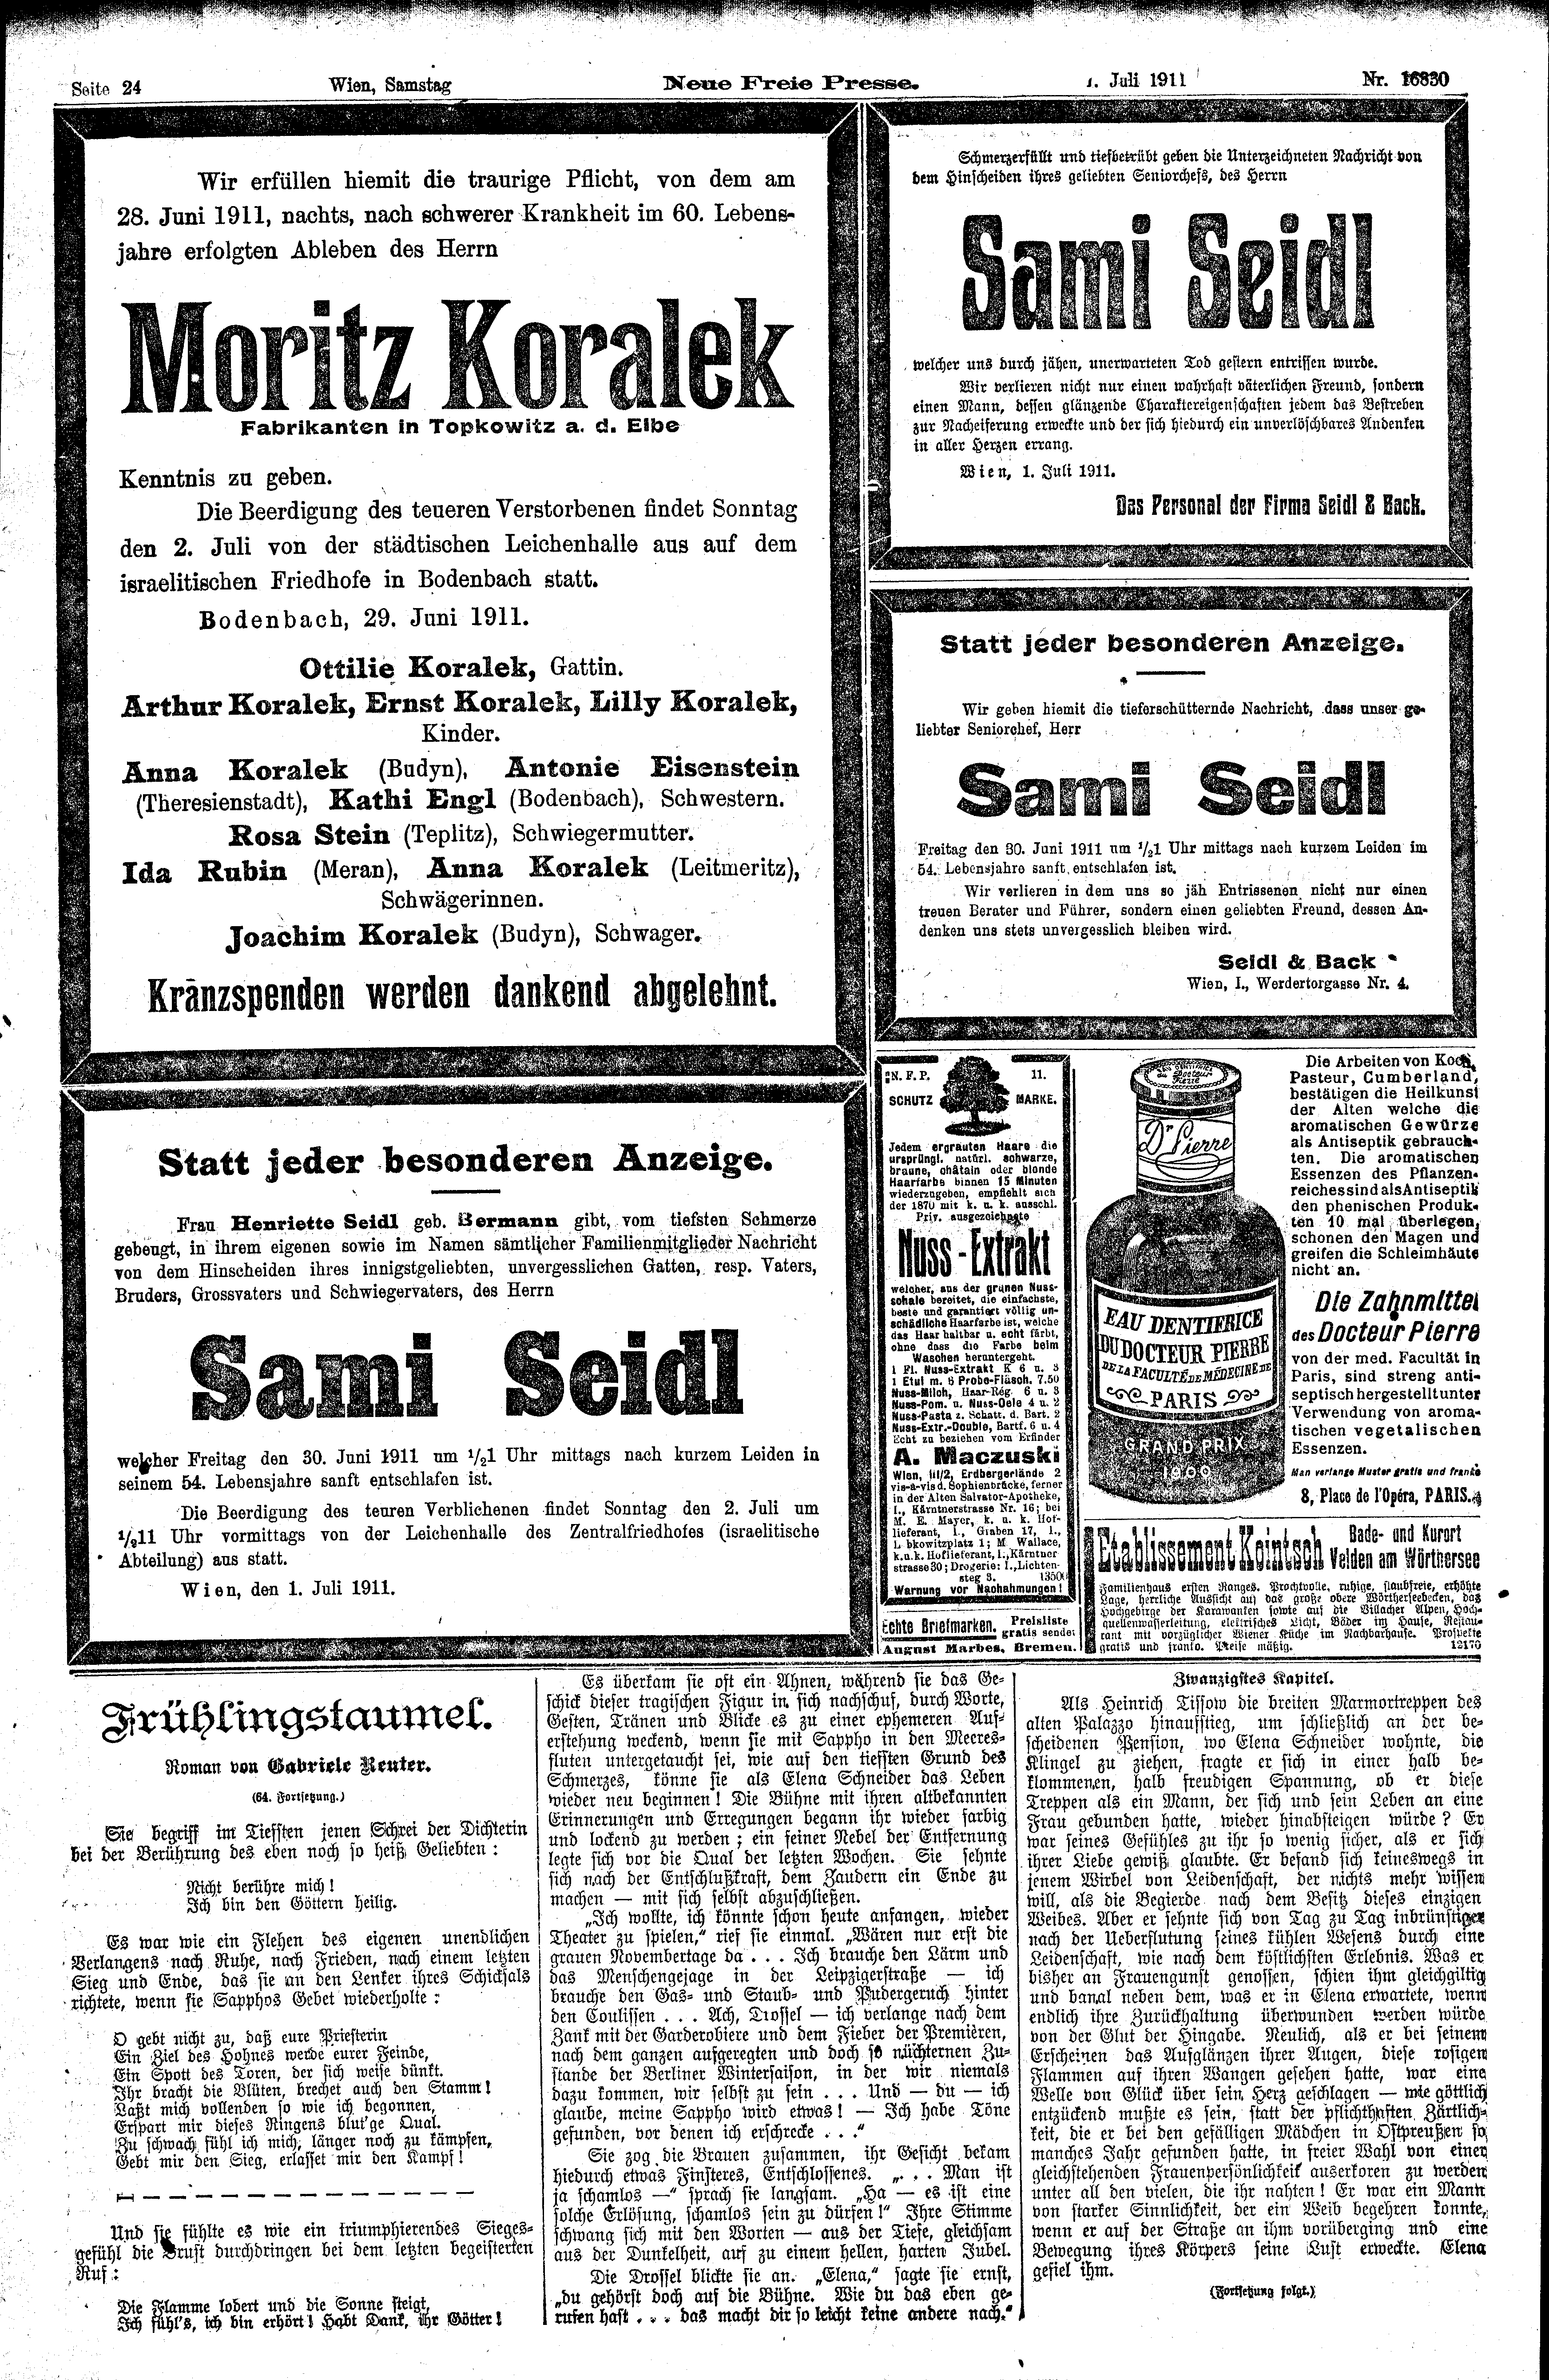 Seite 24
Wien, Samstag
Neue Freie Presse.
1. Juli 1911
Nr. 16830
Wir erfüllen hiemit die traurige Pflicht, von dem am
28. Juni 1911, nachts, nach schwerer Krankheit im 60. Lebens-
jahre erfolgten Ableben des Herrn
Moritz Koralek
Fabrikanten in Topkowitz a. d. Elbe
Kenntnis zu geben.
Die Beerdigung des teueren Verstorbenen findet Sonntag
den 2. Juli von der städtischen Leichenhalle aus auf dem
israelitischen Friedhofe in Bodenbach statt.
Bodenbach, 29. Juni 1911.
Ottilie Koralek, Gattin.
Arthur Koralek, Ernst Koralek, Lilly Koralek,
Kinder.
Anna Koralek (Budyn), Antonie Eisenstein
(Theresienstadt), Kathi Engl (Bodenbach), Schwestern.
Rosa Stein (Teplitz), Schwiegermutter.
Ida Rubin (Meran), Anna Koralek (Leitmeritz),
Schwägerinnen.
Joachim Koralek (Budyn), Schwager.
Kranzspenden werden dankend abgelehnt.
Statt jeder besonderen Anzeige.
Frau Henriette Seidl geb. Bermann gibt, vom tiefsten Schmerze
gebeugt, in ihrem eigenen sowie im Namen sämtlicher Familienmitglieder Nachricht
von dem Hinscheiden ihres innigstgeliebten, unvergesslichen Gatten, resp. Vaters,
Bruders, Grossvaters und Schwiegervaters, des Herrn
Sami Seidl
welcher Freitag den 30. Juni 1911 um 1/21 Uhr mittags nach kurzem Leiden in
seinem 54. Lebensjahre sanft entschlafen ist.
Die Beerdigung des teuren Verblichenen findet Sonntag den 2. Juli um
1/211 Uhr vormittags von der Leichenhalle des Zentralfriedhofes (israelitische
Abteilung) aus statt.
Wien, den 1. Juli 1911.
Schmerzerfüllt und tiefbetrübt geben die Unterzeichneten Nachricht von
dem Hinscheiden ihres geliebten Seniorchefs, des Herrn
Sami Seidl
welcher uns durch jähen, unerwarteten Tod gestern entrissen wurde.
Wir verlieren nicht nur einen wahrhaft väterlichen Freund, sondern
einen Mann, dessen glänzende Charaktereigenschaften jedem das Bestreben
zur Nacheiferung erweckte und der sich hiedurch ein unverlöschbares Andenken
in aller Herzen errang.
Wien, 1. Juli 1911.
Das Personal der Firma Seidl & Back.
Statt jeder besonderen Anzeige.
Wir geben hiemit die tieferschütternde Nachricht, dass unser ge-
liebter Seniorchef, Herr
Sami Seidl
Freitag den 30. Juni 1911 um 1/21 Uhr mittags nach kurzem Leiden im
54. Lebensjahre sanft entschlafen ist.
Wir verlieren in dem uns so jäh Entrissenen nicht nur einen
treuen Berater und Führer, sondern einen geliebten Freund, dessen An-
denken uns stets unvergesslich bleiben wird.
Seidl & Back
Wien, I., Werdertorgasse Nr. 4.
N. F. P.
11.
SCHUTZ
MARKE.
Jedem ergrauten Haare die
ursprüngl. natürl. schwarze,
braune, châtain oder blonde
Haarfarbe binnen 15 Minuten
wiederzugeben, empfiehlt sich
der 1870 mit k. u. k. ausschl.
Priv. ausgezeichnete
Nuss-Extrakt
welcher, aus der grünen Nuss-
schale bereitet, die einfachste,
beste und garantiert völlig un-
schädliche Haarfarbe ist, welche
das Haar haltbar u. echt färbt,
ohne dass die Farbe beim
Waschen heruntergeht.
1 Fl. Nuss-Extrakt K 6 u. 3
1 Etui m. 6 Probe-Fläsch. 7.50
Nuss-Milch, Haar-Reg. 6 u. 3
Nuss-Pom. u. Nuss-Oele 4 u. 2
Nuss-Pasta z. Schatt. d. Bart. 2
Nuss-Extr.-Double, Bartf. 6 u. 4
Echt zu beziehen vom Erfinder
A. Maczuski
Wien, III/2, Erdbergerlände 2
vis-a-vis d. Sophienbrücke, ferner
in der Alten Salvator-Apotheke,
I., Kärntnerstrasse Nr. 16; bei
M. E. Mayer, k. u. k. Hof-
lieferant, I., Graben 17, I.,
L bkowitzplatz 1; M. Wallace,
k.u.k. Hoflieferant, I., Kärntner
strasse 30; Drogerie: I., Lichten-
steg 3. 13500
Warnung vor Nachahmungen!
Echte Briefmarken. Preisliste
gratis sendet
August Marbes, Bremen.
Dr Pierre
EAU DENTIFRICE
DU DOCTEUR PIERRE
DE LA FACULTÉ DE MÉDECINE DE
PARIS
GRAND PRIX
1900
Die Arbeiten von Koch,
Pasteur, Cumberland,
bestätigen die Heilkunst
der Alten welche die
aromatischen Gewürze
als Antiseptik gebrauch-
ten. Die aromatischen
Essenzen des Pflanzen-
reiches sind als Antiseptik
den phenischen Produk-
ten 10 mal überlegen,
schonen den Magen und
greifen die Schleimhäute
nicht an.
Die Zahnmittel
des Docteur Pierre
von der med. Facultät in
Paris, sind streng anti-
septisch hergestellt unter
Verwendung von aroma-
tischen vegetalischen
Essenzen.
Man verlange Muster gratis und franko
8, Place de l'Opéra, PARIS.
Etablissement Kointsch Bade- und Kurort
Velden am Wörthersee
Familienhaus ersten Ranges. Prachtvolle, ruhige, staubfreie, erhöhte
Lage, herrliche Aussicht auf das große obere Wörtherseebecken, das
Hochgebirge der Karawanken sowie auf die Villacher Alpen, Hoch-
quellenwasserleitung, elektrisches Licht, Bäder im Hause, Restau-
rant mit vorzüglicher Wiener Küche im Nachbarhause. Prospekte
gratis und franko. Preise mäßig. 12170
Frühlingstaumel.
Roman von Gabriele Reuter.
(64. Fortsetzung.)
Sie begriff im Tiefsten jenen Schrei der Dichterin
bei der Berührung des eben noch so heiß Geliebten:
Nicht berühre mich!
Ich bin den Göttern heilig.
Es war wie ein Flehen des eigenen unendlichen
Verlangens nach Ruhe, nach Frieden, nach einem letzten
Sieg und Ende, das sie an den Lenker ihres Schicksals
richtete, wenn sie Sapphos Gebet wiederholte:
O gebt nicht zu, daß eure Priesterin
Ein Ziel des Hohnes werde eurer Feinde,
Ein Spott des Toren, der sich weise dünkt.
Ihr bracht die Blüten, brechet auch den Stamm!
Laßt mich vollenden so wie ich begonnen,
Erspart mir dieses Ringens blut'ge Qual.
Zu schwach fühl ich mich, länger noch zu kämpfen,
Gebt mir den Sieg, erlasset mir den Kampf!
Und sie fühlte es wie ein triumphierendes Sieges-
gefühl die Brust durchdringen bei dem letzten begeisterten
Ruf:
Die Flamme lodert und die Sonne steigt,
Ich fühl's, ich bin erhört! Habt Dank, ihr Götter!
Es überkam sie oft ein Ahnen, während sie das Ge-
schick dieser tragischen Figur in sich nachschuf, durch Worte,
Gesten, Tränen und Blicke es zu einer ephemeren Auf-
erstehung weckend, wenn sie mit Sappho in den Meeres-
fluten untergetaucht sei, wie auf den tiefsten Grund des
Schmerzes, könne sie als Elena Schneider das Leben
wieder neu beginnen! Die Bühne mit ihren altbekannten
Erinnerungen und Erregungen begann ihr wieder farbig
und lockend zu werden; ein feiner Nebel der Entfernung
legte sich vor die Qual der letzten Wochen. Sie sehnte
sich nach der Entschlußkraft, dem Zaudern ein Ende zu
machen — mit sich selbst abzuschließen.
„Ich wollte, ich könnte schon heute anfangen, wieder
Theater zu spielen,“ rief sie einmal. „Wären nur erst die
grauen Novembertage da . . . Ich brauche den Lärm und
das Menschengejage in der Leipzigerstraße — ich
brauche den Gas- und Staub- und Pudergeruch hinter
den Coulissen . . . Ach, Drossel — ich verlange nach dem
Zank mit der Garderobiere und dem Fieber der Premièren,
nach dem ganzen aufgeregten und doch so nüchternen Zu-
stande der Berliner Wintersaison, in der wir niemals
dazu kommen, wir selbst zu sein . . . Und — du — ich
glaube, meine Sappho wird etwas! — Ich habe Töne
gefunden, vor denen ich erschrecke . . .“
Sie zog die Brauen zusammen, ihr Gesicht bekam
hiedurch etwas Finsteres, Entschlossenes. „. . . Man ist
ja schamlos —“ sprach sie langsam. „Ha — es ist eine
solche Erlösung, schamlos sein zu dürfen!“ Ihre Stimme
schwang sich mit den Worten — aus der Tiefe, gleichsam
aus der Dunkelheit, auf zu einem hellen, harten Jubel.
Die Drossel blickte sie an. „Elena,“ sagte sie ernst,
„du gehörst doch auf die Bühne. Wie du das eben ge-
rufen hast . . . das macht dir so leicht keine andere nach.“
Zwanzigstes Kapitel.
Als Heinrich Tissow die breiten Marmortreppen des
alten Palazzo hinaufstieg, um schließlich an der be-
scheidenen Pension, wo Elena Schneider wohnte, die
Klingel zu ziehen, fragte er sich in einer halb be-
klommenen, halb freudigen Spannung, ob er diese
Treppen als ein Mann, der sich und sein Leben an eine
Frau gebunden hatte, wieder hinabsteigen würde? Er
war seines Gefühles zu ihr so wenig sicher, als er sich
ihrer Liebe gewiß glaubte. Er befand sich keineswegs in
jenem Wirbel von Leidenschaft, der nichts mehr wissen
will, als die Begierde nach dem Besitz dieses einzigen
Weibes. Aber er sehnte sich von Tag zu Tag inbrünstiger
nach der Ueberflutung seines kühlen Wesens durch eine
Leidenschaft, wie nach dem köstlichsten Erlebnis. Was er
bisher an Frauengunst genossen, schien ihm gleichgiltig
und banal neben dem, was er in Elena erwartete, wenn
endlich ihre Zurückhaltung überwunden werden würde
von der Glut der Hingabe. Neulich, als er bei seinem
Erscheinen das Aufglänzen ihrer Augen, diese rosigen
Flammen auf ihren Wangen gesehen hatte, war eine
Welle von Glück über sein Herz geschlagen — wie göttlich
entzückend mußte es sein, statt der pflichthaften Zärtlich-
keit, die er bei den gefälligen Mädchen in Ostpreußen so
manches Jahr gefunden hatte, in freier Wahl von einer
gleichstehenden Frauenpersönlichkeit auserkoren zu werden
unter all den vielen, die ihr nahten! Er war ein Mann
von starker Sinnlichkeit, der ein Weib begehren konnte,
wenn er auf der Straße an ihm vorüberging und eine
Bewegung ihres Körpers seine Lust erweckte. Elena
gefiel ihm.
(Fortsetzung folgt.)